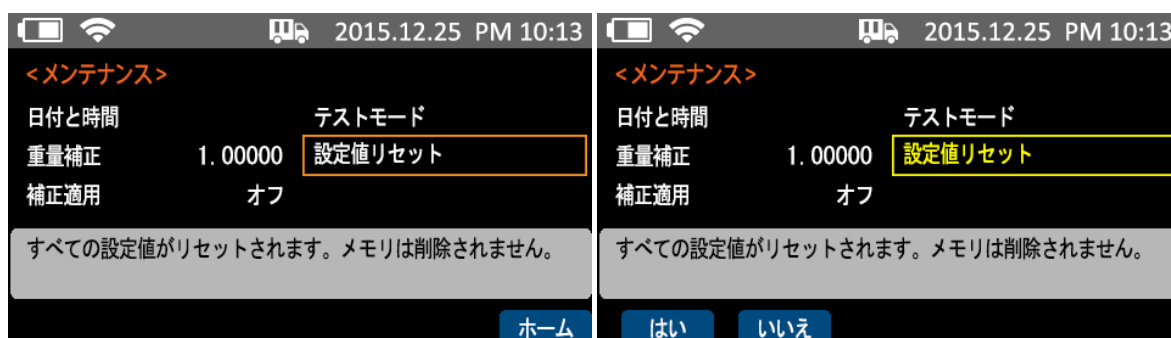 2015.12.25 PM 10:13
<メンテナンス>
日付と時間 テストモード
重量補正 1.00000 設定値リセット
補正適用 オフ
すべての設定値がリセットされます。メモリは削除されません。
ホーム
2015.12.25 PM 10:13
<メンテナンス>
日付と時間 テストモード
重量補正 1.00000 設定値リセット
補正適用 オフ
すべての設定値がリセットされます。メモリは削除されません。
はい いいえ